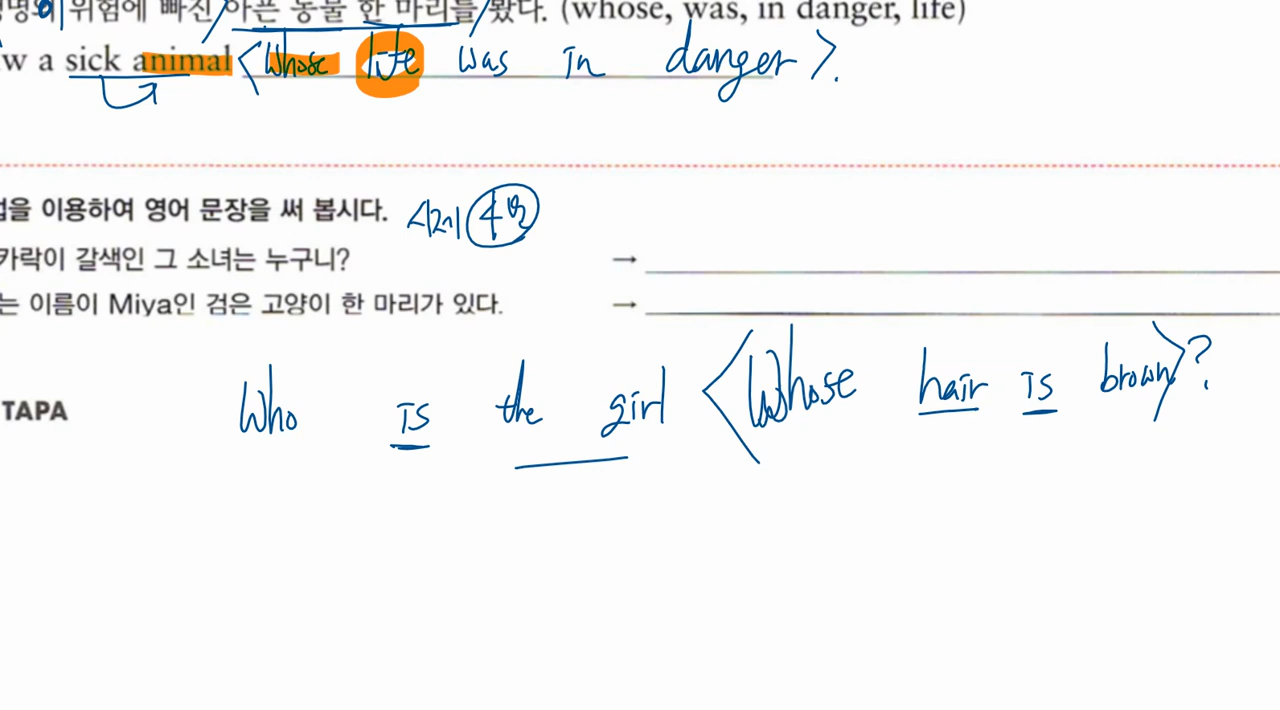 위험에 빠진 아픈 동물 한 마리를 봤다. (whose, was, in danger, life)
w a sick animal <whose life was in danger>.
을 이용하여 영어 문장을 써 봅시다. 4번
카락이 갈색인 그 소녀는 누구니? →
는 이름이 Miya인 검은 고양이 한 마리가 있다. →
Who is the girl <whose hair is brown>?
TAPA